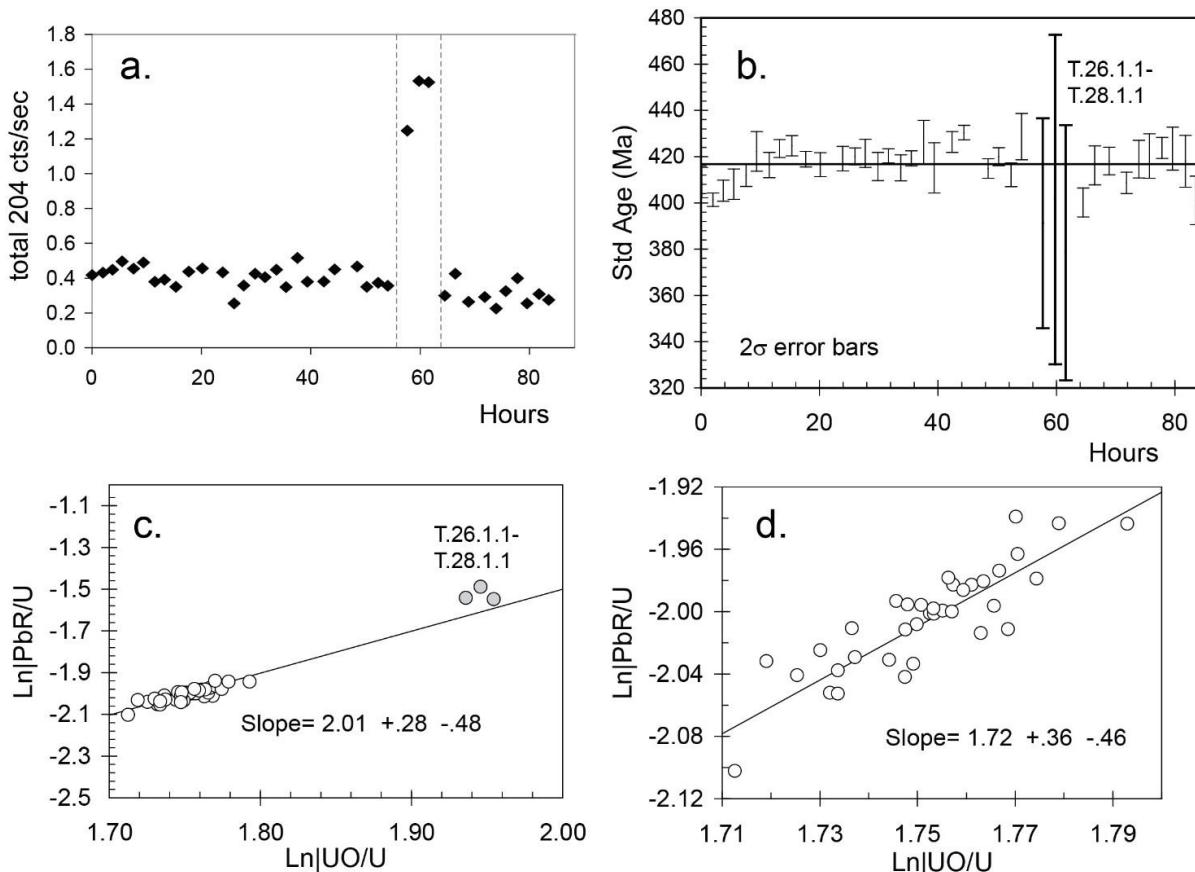 a.
total 204 cts/sec
1.8
1.6
1.4
1.2
1.0
0.8
0.6
0.4
0.2
0.0
0 20 40 60 80
Hours
b.
Std Age (Ma)
480
460
440
420
400
380
360
340
320
T.26.1.1-
T.28.1.1
2σ error bars
0 20 40 60 80
Hours
c.
Ln|PbR/U
-1.1
-1.3
-1.5
-1.7
-1.9
-2.1
-2.3
-2.5
T.26.1.1-
T.28.1.1
Slope= 2.01 +.28 -.48
1.70 1.80 1.90 2.00
Ln|UO/U
d.
Ln|PbR/U
-1.92
-1.96
-2.00
-2.04
-2.08
-2.12
Slope= 1.72 +.36 -.46
1.71 1.73 1.75 1.77 1.79
Ln|UO/U